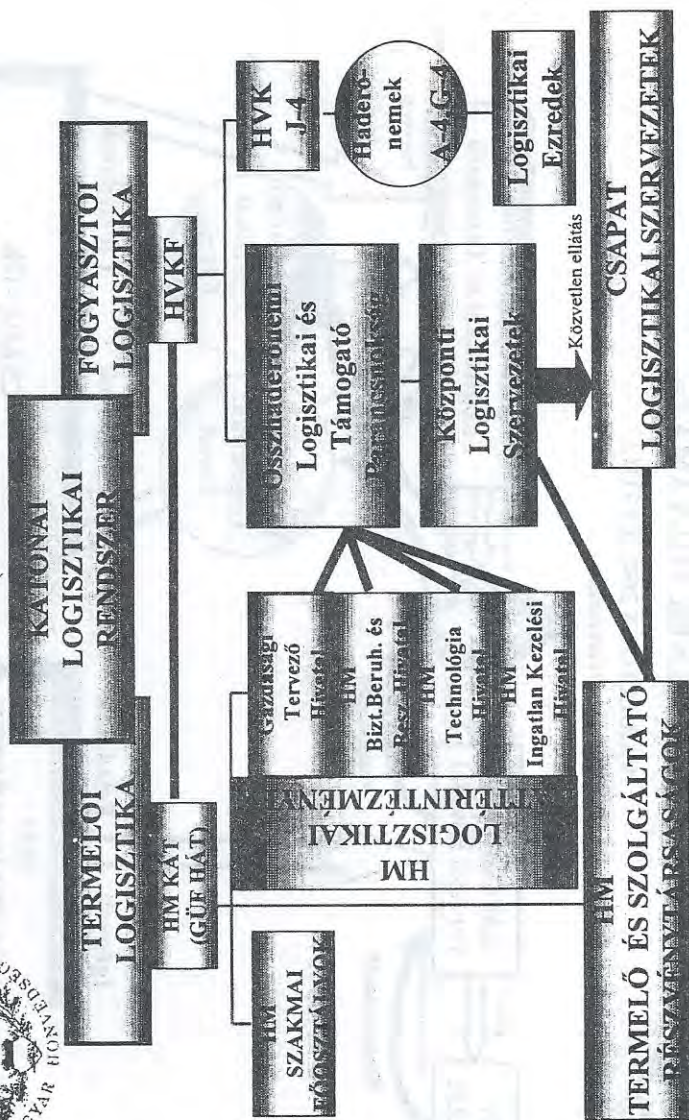 MAGYAR HONVÉDSÉG
KATONAI
LOGISZTIKAI
RENDSZER
TERMELŐI
LOGISZTIKA
FOGYASZTÓI
LOGISZTIKA
HM KÁT
(GÜF HÁT)
HVKF
HM
SZAKMAI
FŐOSZTÁLYOK
HM
LOGISZTIKAI
HÁTTÉRINTÉZMÉNYEI
Gazdasági
Tervező
Hivatal
HM
Bizt.Beruh. és
Besz.Hivatal
HM
Technológia
Hivatal
HM
Ingatlan Kezelési
Hivatal
Összhaderőnemi
Logisztikai és
Támogató
Parancsnokság
Központi
Logisztikai
Szervezetek
HVK
J-4
Haderő-
nemek
A-4,G-4
Logisztikai
Ezredek
Közvetlen ellátás
HM
TERMELŐ ÉS SZOLGÁLTATÓ
RÉSZVÉNYTÁRSASÁGOK
CSAPAT
LOGISZTIKAI SZERVEZETEK